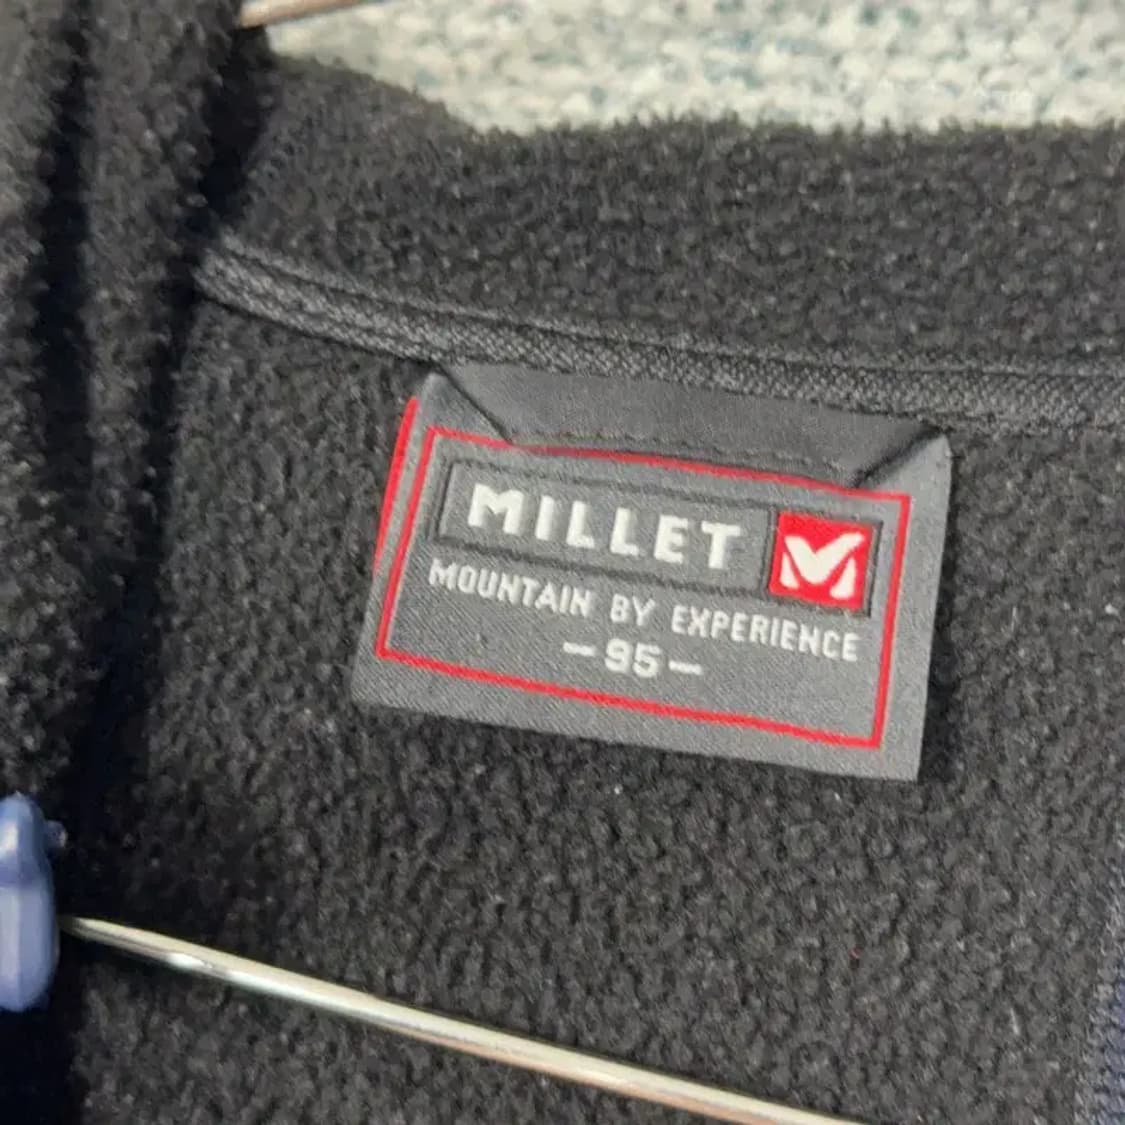 MILLET
MOUNTAIN BY EXPERIENCE
-95-